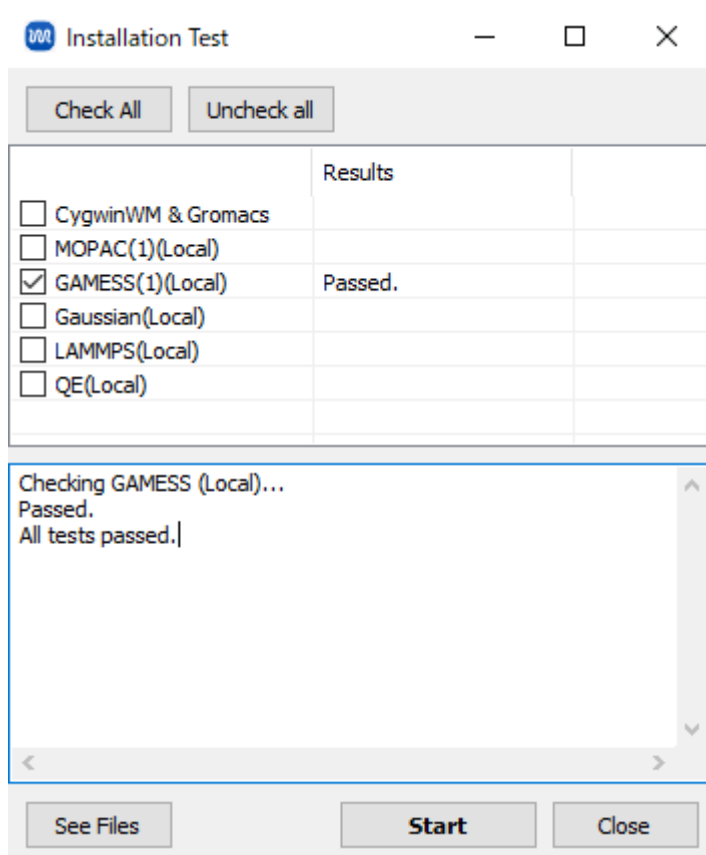 Installation Test
Check All Uncheck all
Results
CygwinWM & Gromacs
MOPAC(1)(Local)
GAMESS(1)(Local) Passed.
Gaussian(Local)
LAMMPS(Local)
QE(Local)
Checking GAMESS (Local)...
Passed.
All tests passed.
See Files Start Close